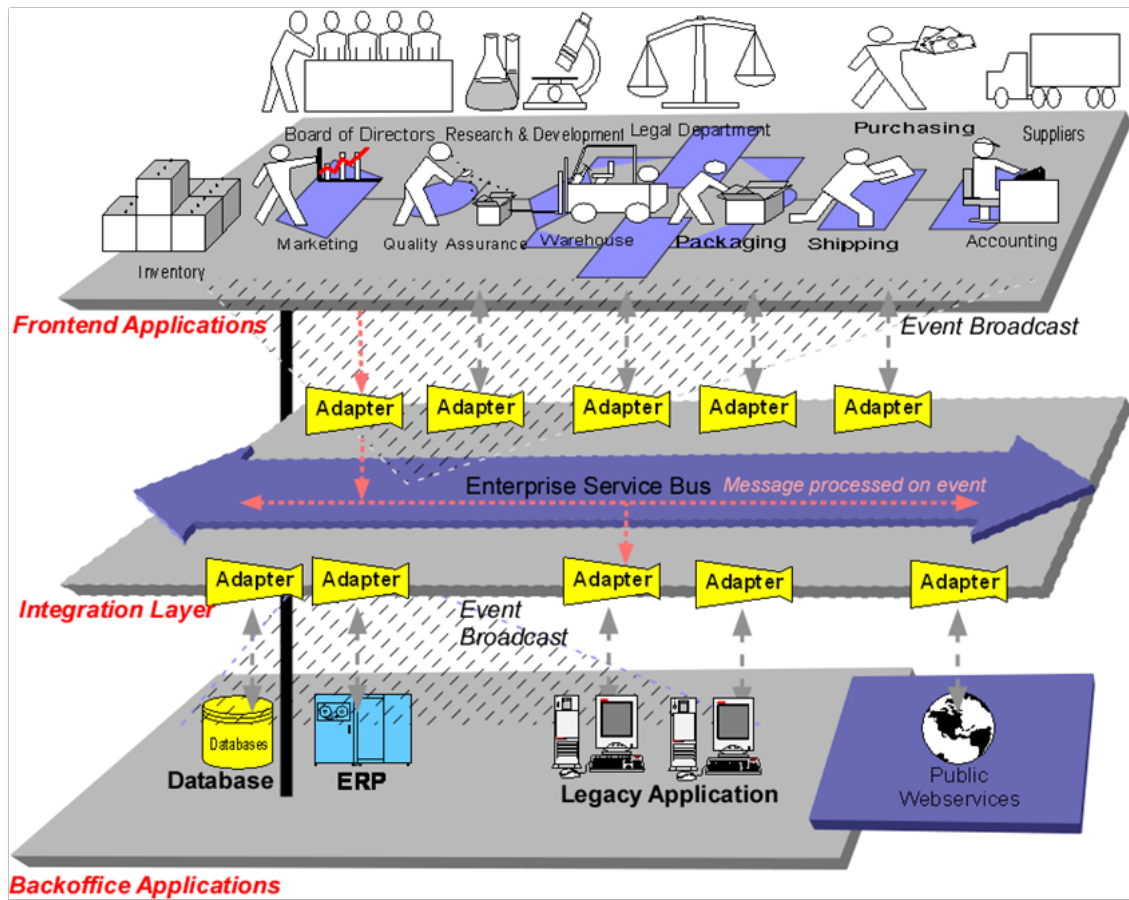 Board of Directors
Research & Development
Legal Department
Purchasing
Suppliers
Marketing
Quality Assurance
Warehouse
Packaging
Shipping
Accounting
Inventory
Frontend Applications
Event Broadcast
Adapter
Adapter
Adapter
Adapter
Adapter
Enterprise Service Bus
Message processed on event
Adapter
Adapter
Adapter
Adapter
Adapter
Integration Layer
Event
Broadcast
Databases
Database
ERP
Legacy Application
Public
Webservices
Backoffice Applications